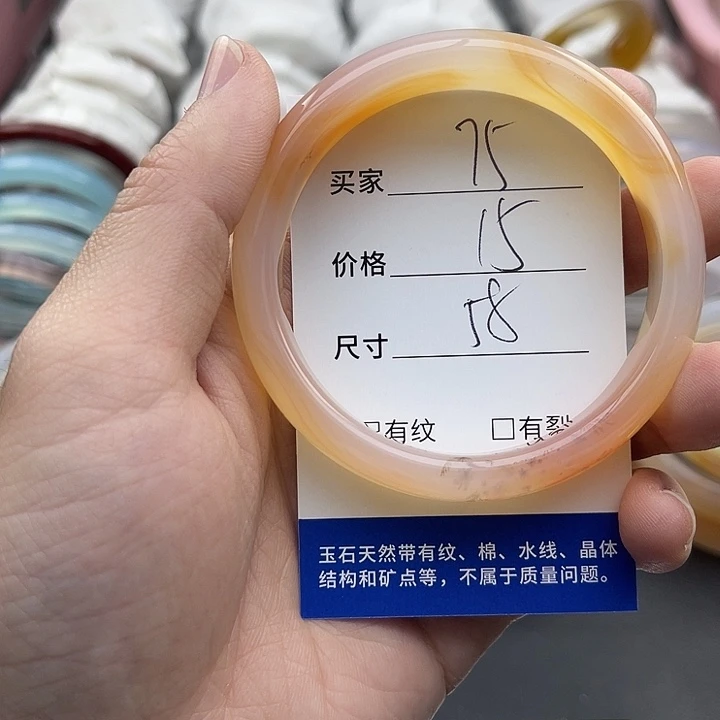 买家 75
价格 15
尺寸 58
□有纹 □有裂
玉石天然带有纹、棉、水线、晶体
结构和矿点等，不属于质量问题。